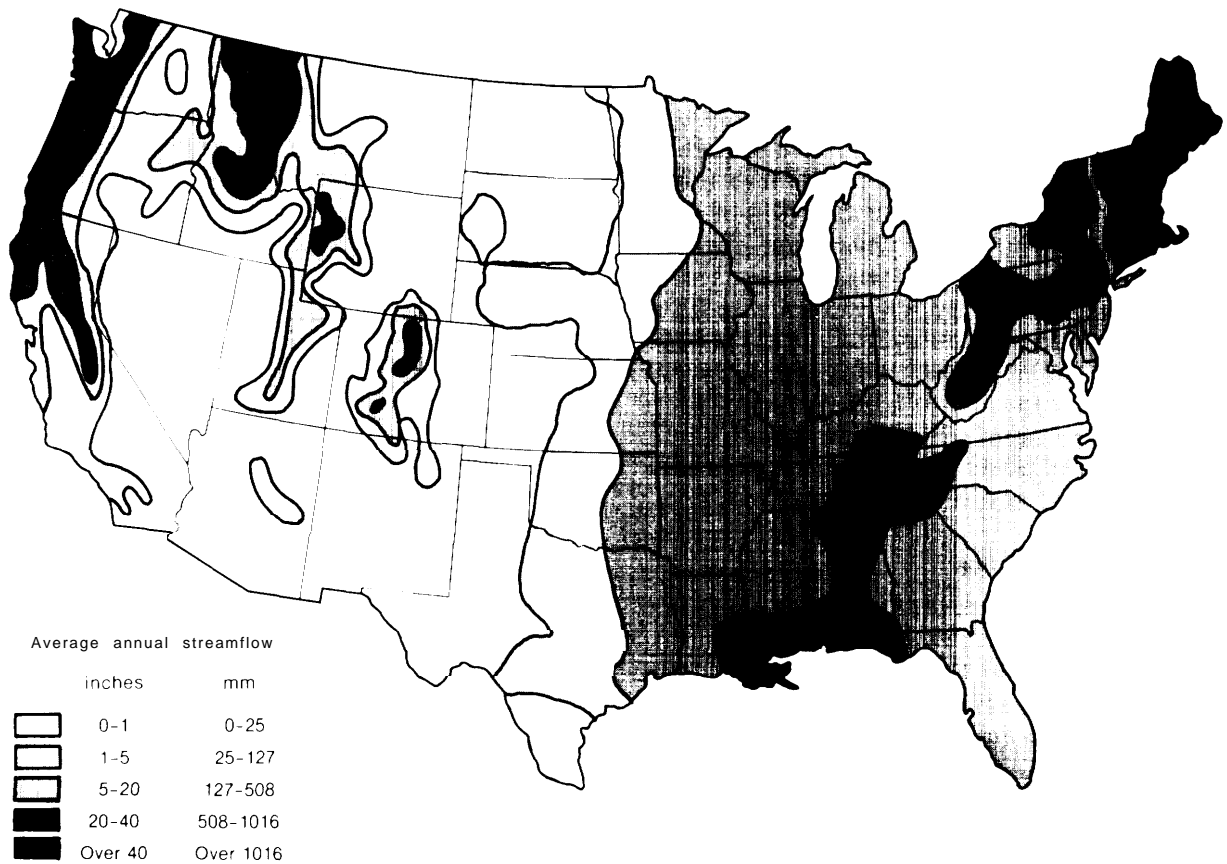 Average annual streamflow
inches mm
0-1 0-25
1-5 25-127
5-20 127-508
20-40 508-1016
Over 40 Over 1016